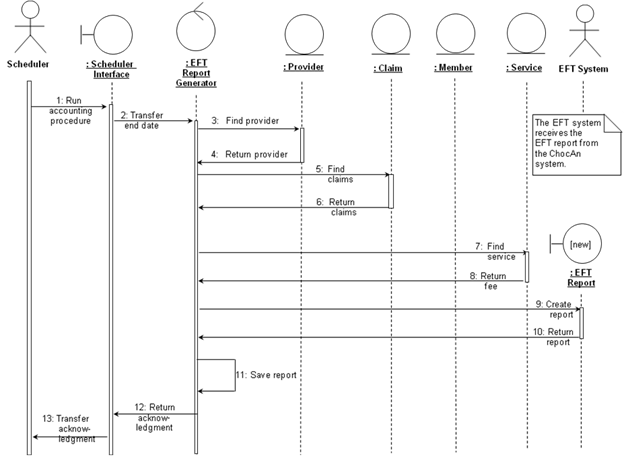 Scheduler
: Scheduler
Interface
: EFT
Report
Generator
: Provider
: Claim
: Member
: Service
EFT System
1: Run
accounting
procedure
2: Transfer
end date
3: Find provider
The EFT system
receives the
EFT report from
the ChocAn
system.
4: Return provider
5: Find
claims
6: Return
claims
7: Find
service
[new]
8: Return
fee
: EFT
Report
9: Create
report
10: Return
report
11: Save report
12: Return
acknow-
ledgment
13: Transfer
acknow-
ledgment